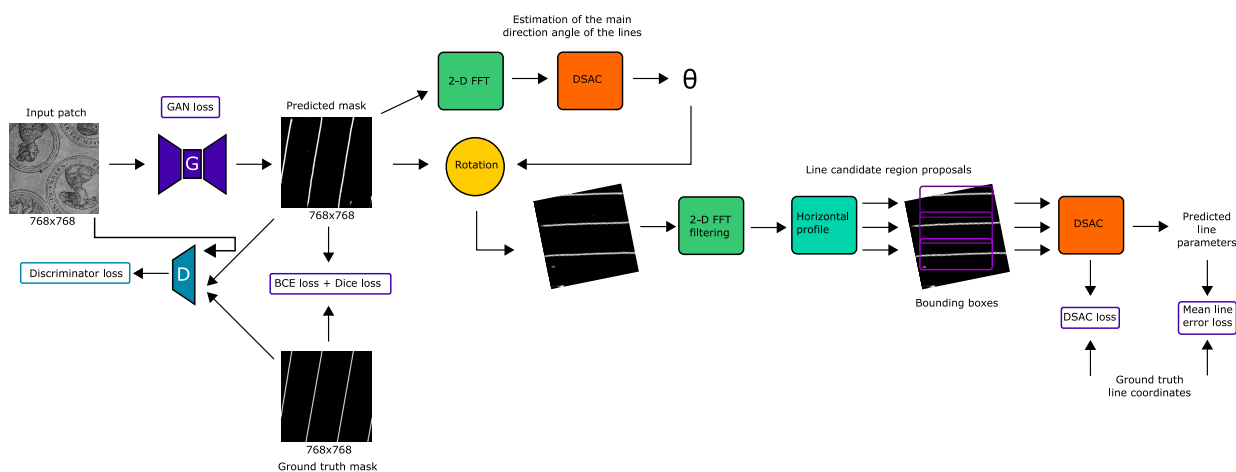 Estimation of the main
direction angle of the lines
2-D FFT
DSAC
θ
Input patch
GAN loss
Predicted mask
G
768x768
768x768
Rotation
Line candidate region proposals
2-D FFT
filtering
Horizontal
profile
DSAC
Predicted
line
parameters
Discriminator loss
D
BCE loss + Dice loss
Bounding boxes
DSAC loss
Mean line
error loss
Ground truth
line coordinates
768x768
Ground truth mask